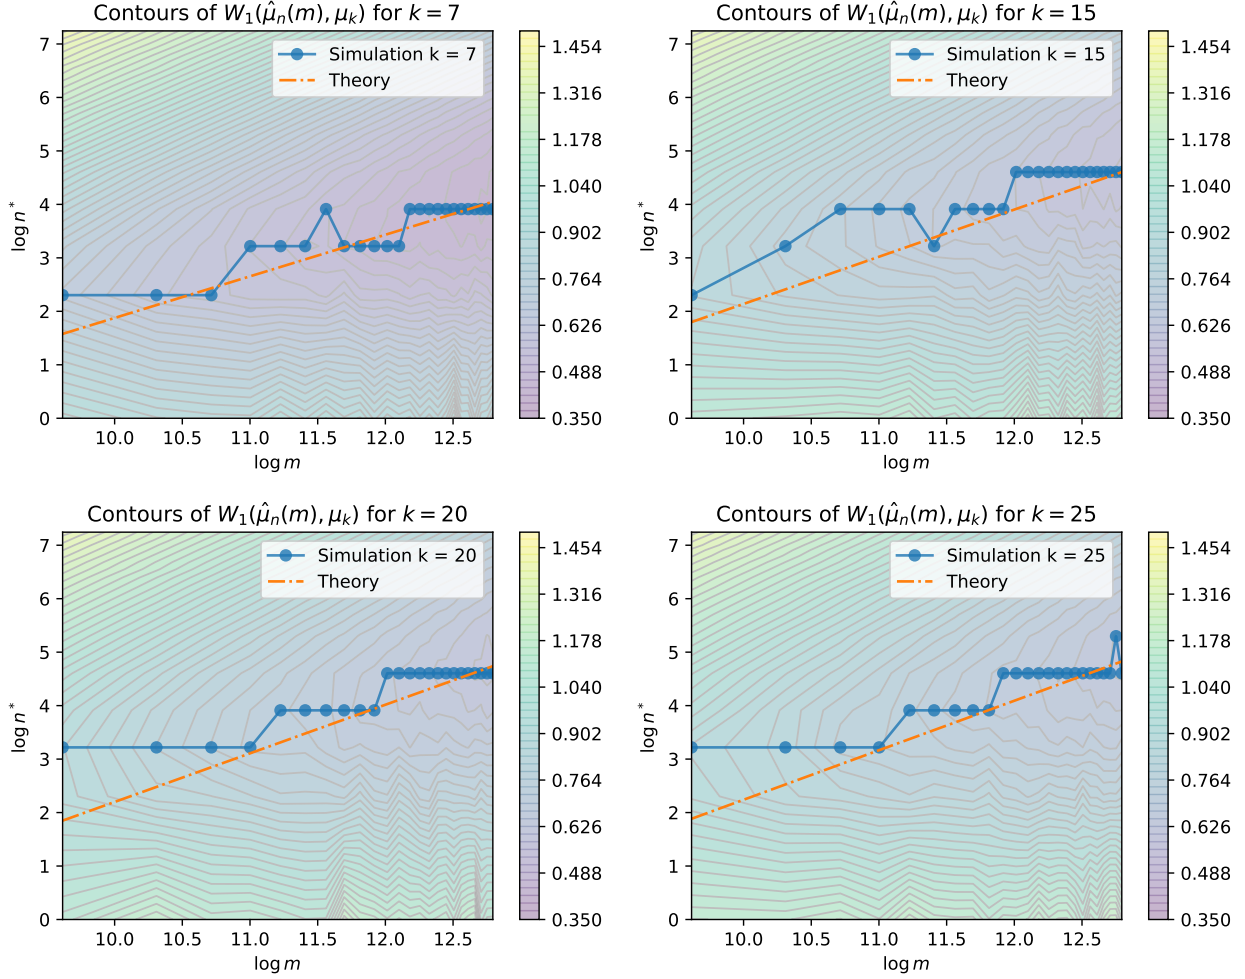 Contours of W₁(μ̂ₙ(m), μₖ) for k = 7
Simulation k = 7
Theory
7
6
5
4
3
2
1
0
log n*
10.0 10.5 11.0 11.5 12.0 12.5
log m
1.454
1.316
1.178
1.040
0.902
0.764
0.626
0.488
0.350
Contours of W₁(μ̂ₙ(m), μₖ) for k = 15
Simulation k = 15
Theory
7
6
5
4
3
2
1
0
log n*
10.0 10.5 11.0 11.5 12.0 12.5
log m
1.454
1.316
1.178
1.040
0.902
0.764
0.626
0.488
0.350
Contours of W₁(μ̂ₙ(m), μₖ) for k = 20
Simulation k = 20
Theory
7
6
5
4
3
2
1
0
log n*
10.0 10.5 11.0 11.5 12.0 12.5
log m
1.454
1.316
1.178
1.040
0.902
0.764
0.626
0.488
0.350
Contours of W₁(μ̂ₙ(m), μₖ) for k = 25
Simulation k = 25
Theory
7
6
5
4
3
2
1
0
log n*
10.0 10.5 11.0 11.5 12.0 12.5
log m
1.454
1.316
1.178
1.040
0.902
0.764
0.626
0.488
0.350